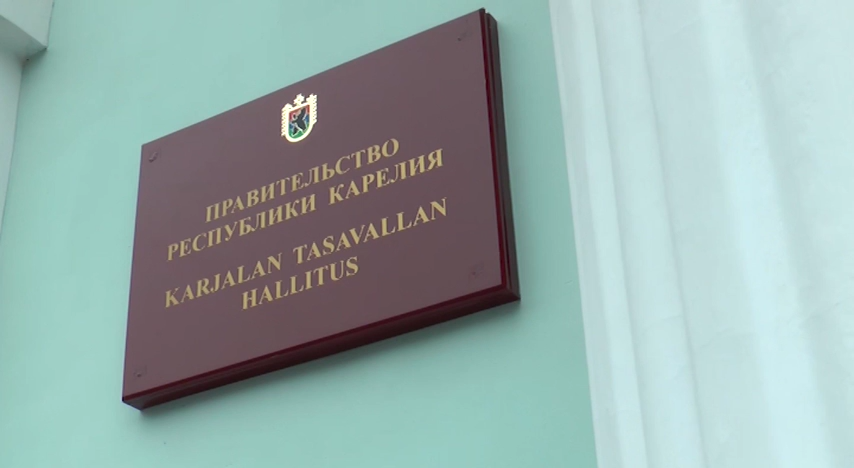 ПРАВИТЕЛЬСТВО
РЕСПУБЛИКИ КАРЕЛИЯ
KARJALAN TASAVALLAN
HALLITUS